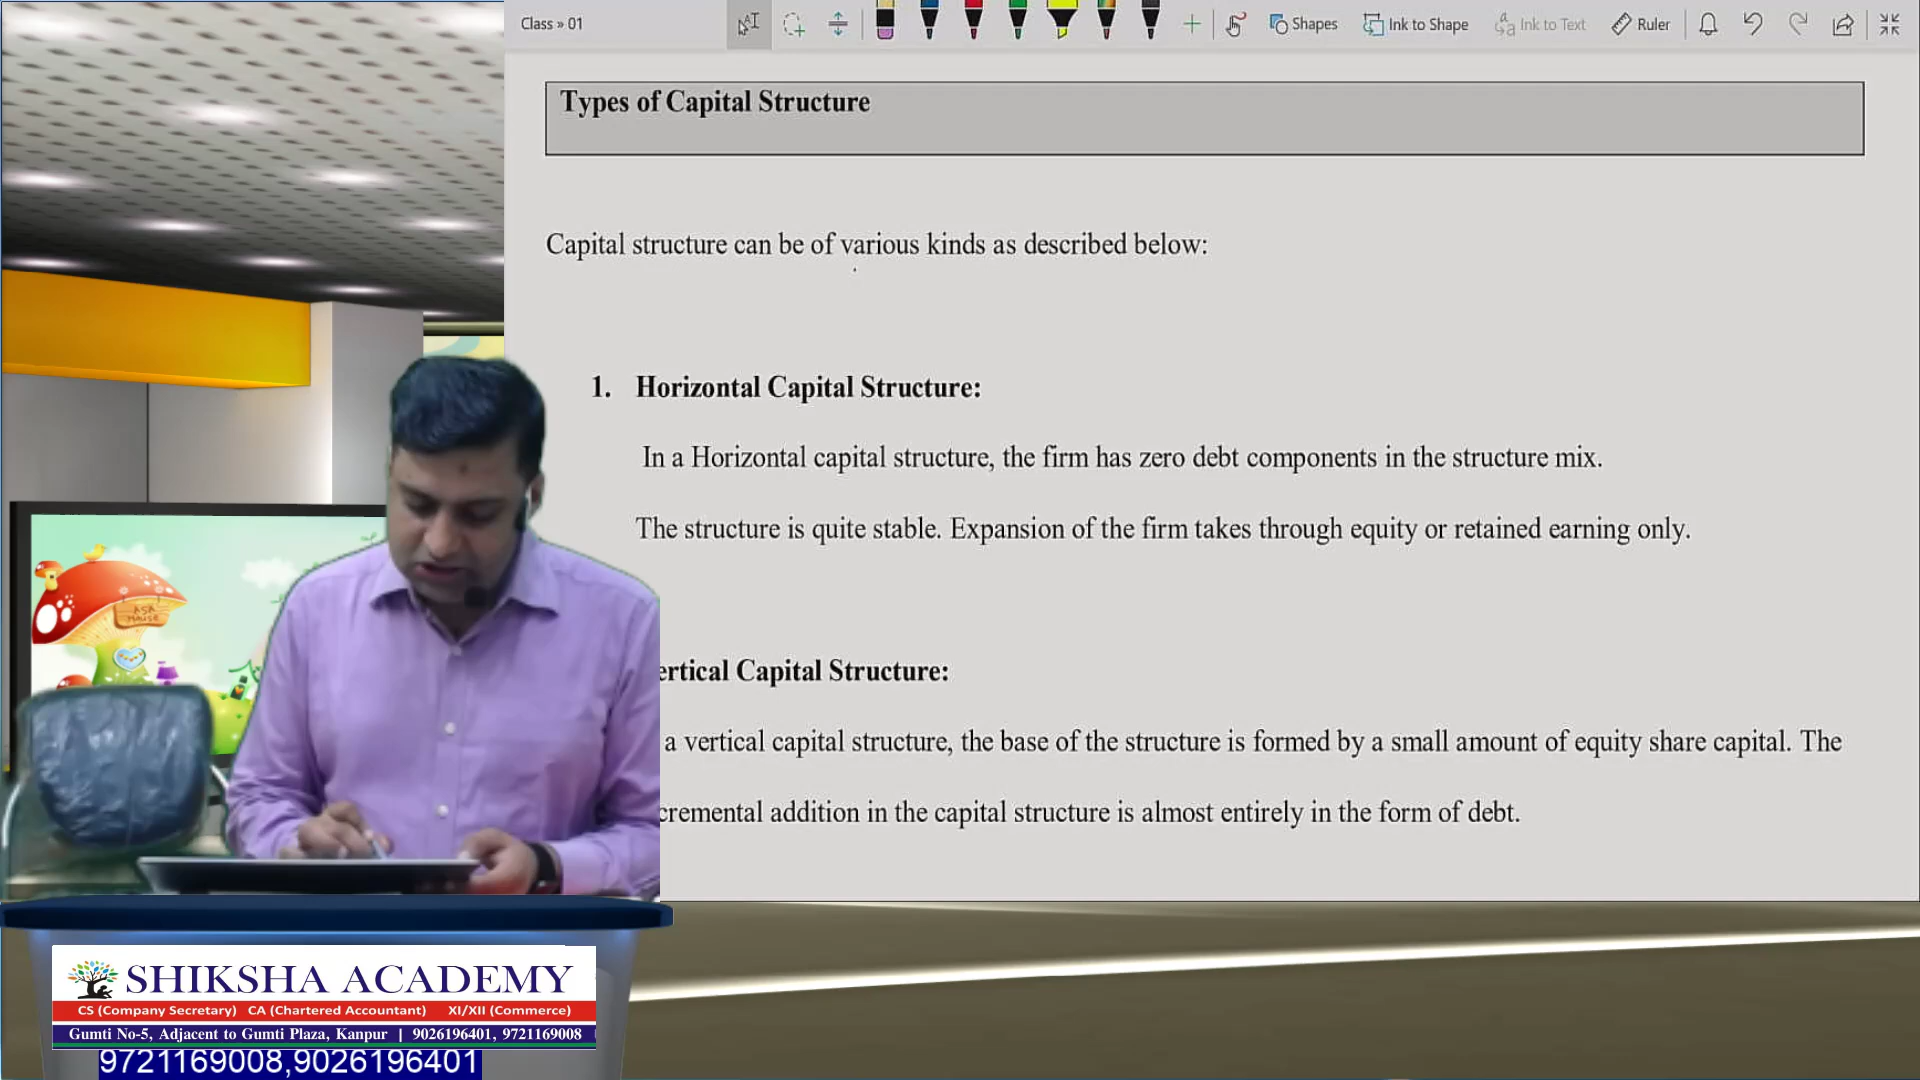 Class » 01
Shapes
Ink to Shape
Ink to Text
Ruler
Types of Capital Structure
Capital structure can be of various kinds as described below:
1. Horizontal Capital Structure:
In a Horizontal capital structure, the firm has zero debt components in the structure mix.
The structure is quite stable. Expansion of the firm takes through equity or retained earning only.
ertical Capital Structure:
a vertical capital structure, the base of the structure is formed by a small amount of equity share capital. The
cremental addition in the capital structure is almost entirely in the form of debt.
ASA
HOUSE
SHIKSHA ACADEMY
CS (Company Secretary) CA (Chartered Accountant) XI/XII (Commerce)
Gumti No-5, Adjacent to Gumti Plaza, Kanpur | 9026196401, 9721169008
9721169008,9026196401